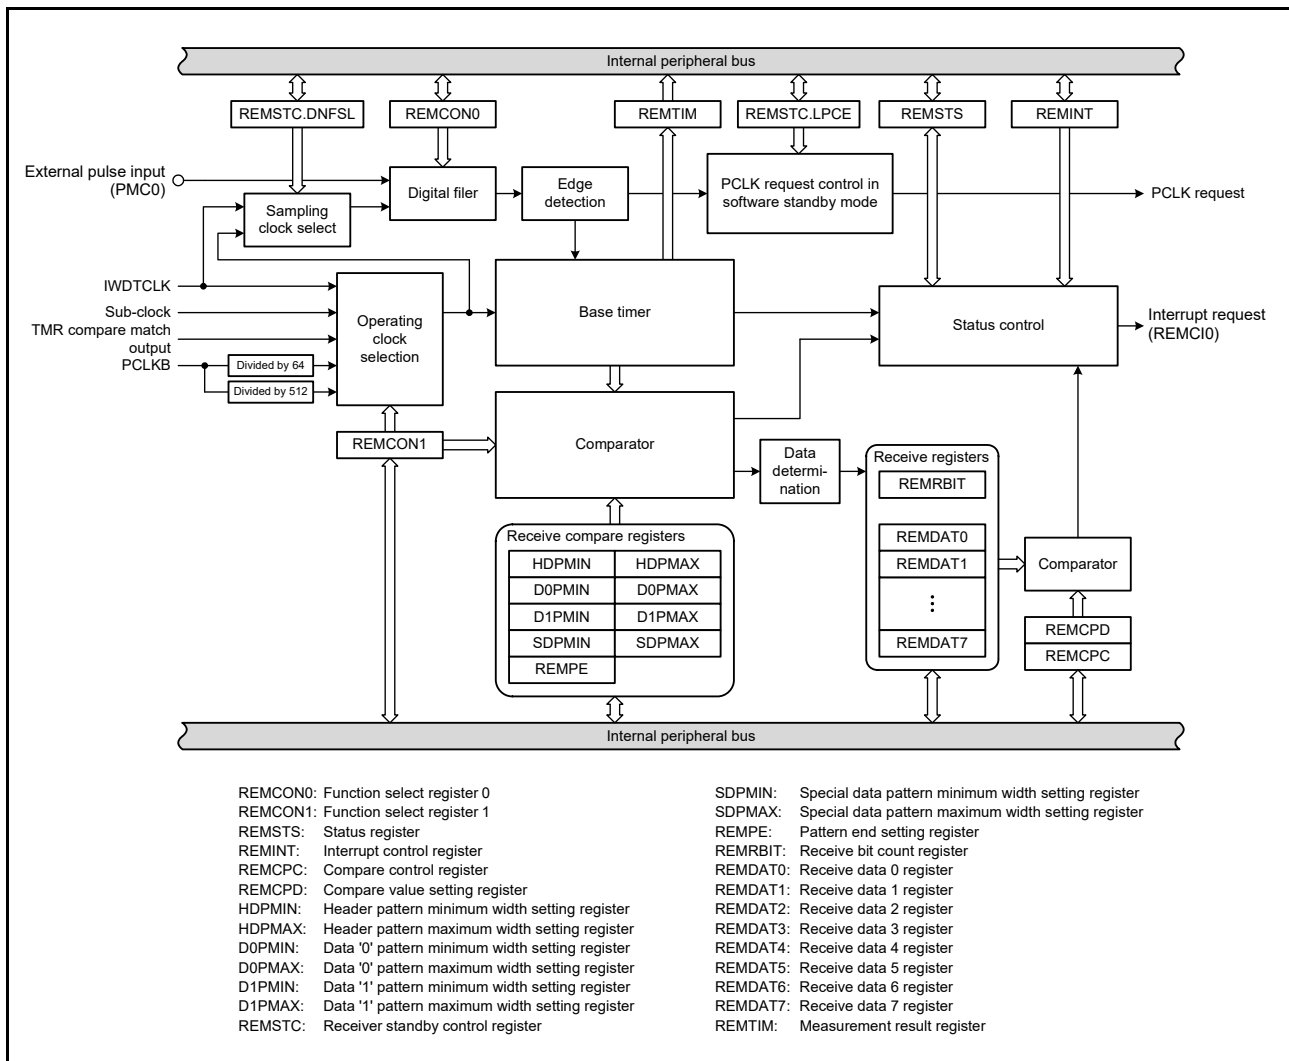 Internal peripheral bus
REMSTC.DNFSL
REMCON0
REMTIM
REMSTC.LPCE
REMSTS
REMINT
External pulse input
(PMC0)
Digital filer
Edge
detection
PCLK request control in
software standby mode
PCLK request
Sampling
clock select
IWDTCLK
Sub-clock
TMR compare match
output
PCLKB
Divided by 64
Divided by 512
Operating
clock
selection
Base timer
Status control
Interrupt request
(REMCI0)
REMCON1
Comparator
Data
determi-
nation
Receive registers
REMRBIT
REMDAT0
REMDAT1
⋮
REMDAT7
Comparator
REMCPD
REMCPC
Receive compare registers
HDPMIN HDPMAX
D0PMIN D0PMAX
D1PMIN D1PMAX
SDPMIN SDPMAX
REMPE
Internal peripheral bus
REMCON0: Function select register 0
REMCON1: Function select register 1
REMSTS: Status register
REMINT: Interrupt control register
REMCPC: Compare control register
REMCPD: Compare value setting register
HDPMIN: Header pattern minimum width setting register
HDPMAX: Header pattern maximum width setting register
D0PMIN: Data '0' pattern minimum width setting register
D0PMAX: Data '0' pattern maximum width setting register
D1PMIN: Data '1' pattern minimum width setting register
D1PMAX: Data '1' pattern maximum width setting register
REMSTC: Receiver standby control register
SDPMIN: Special data pattern minimum width setting register
SDPMAX: Special data pattern maximum width setting register
REMPE: Pattern end setting register
REMRBIT: Receive bit count register
REMDAT0: Receive data 0 register
REMDAT1: Receive data 1 register
REMDAT2: Receive data 2 register
REMDAT3: Receive data 3 register
REMDAT4: Receive data 4 register
REMDAT5: Receive data 5 register
REMDAT6: Receive data 6 register
REMDAT7: Receive data 7 register
REMTIM: Measurement result register